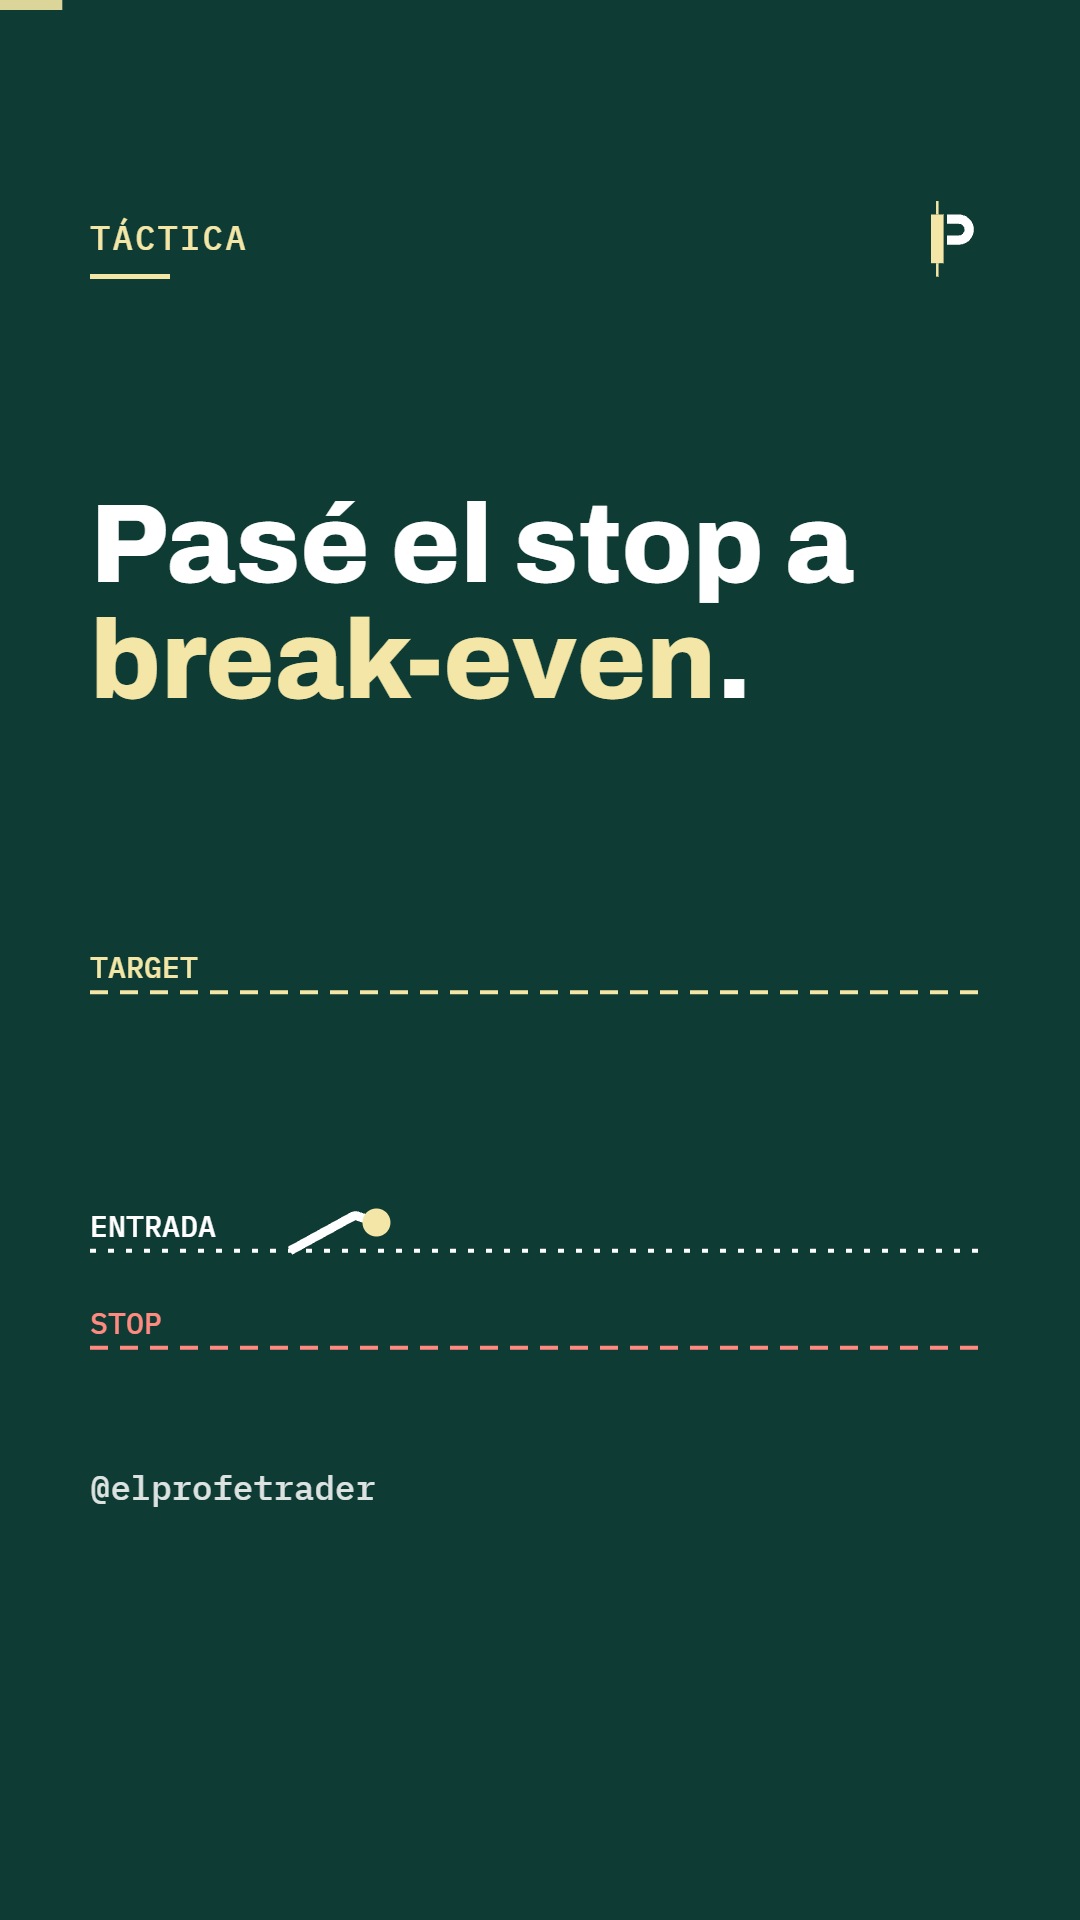 TÁCTICA
Pasé el stop a
break-even.
TARGET
ENTRADA
STOP
@elprofetrader